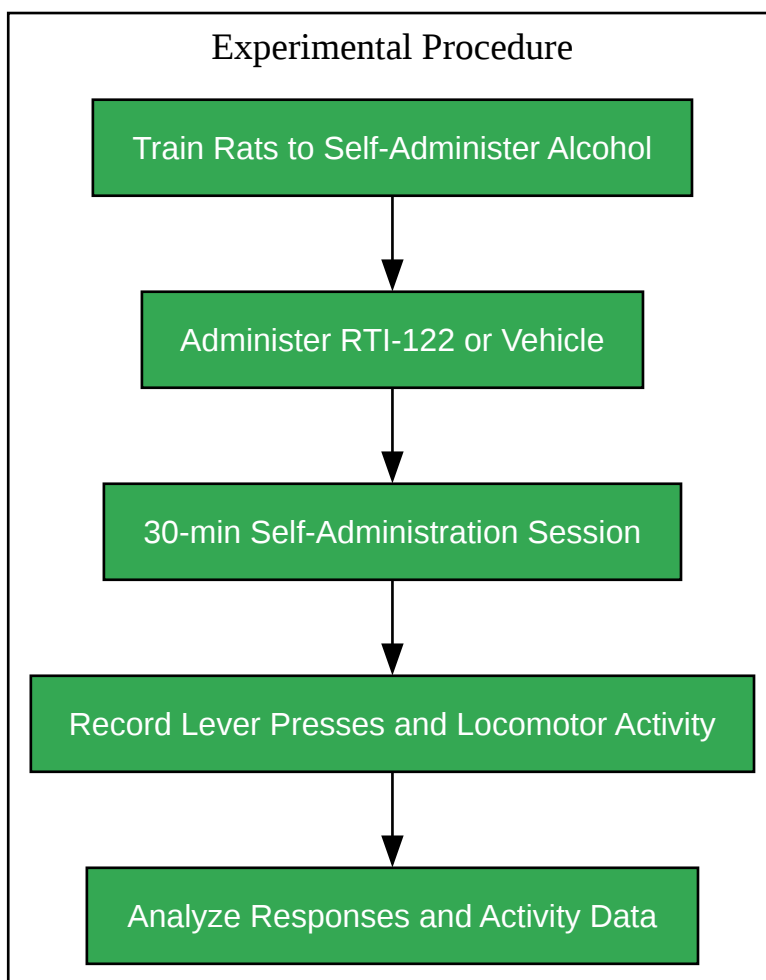 Experimental Procedure
Train Rats to Self-Administer Alcohol
Administer RTI-122 or Vehicle
30-min Self-Administration Session
Record Lever Presses and Locomotor Activity
Analyze Responses and Activity Data